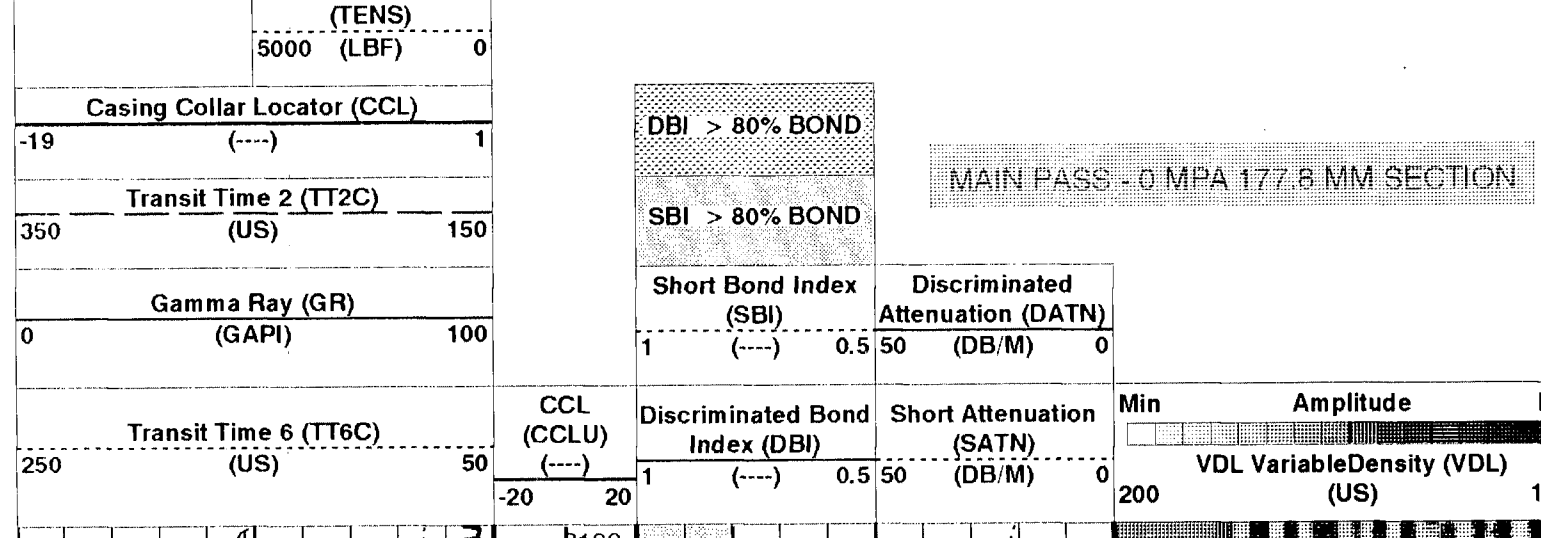 (TENS)
5000 (LBF) 0
Casing Collar Locator (CCL)
-19 (----) 1
Transit Time 2 (TT2C)
350 (US) 150
Gamma Ray (GR)
0 (GAPI) 100
Transit Time 6 (TT6C)
250 (US) 50
CCL
(CCLU)
(----)
-20 20
DBI > 80% BOND
SBI > 80% BOND
Short Bond Index
(SBI)
1 (----) 0.5
Discriminated Bond
Index (DBI)
1 (----) 0.5
Discriminated
Attenuation (DATN)
50 (DB/M) 0
Short Attenuation
(SATN)
50 (DB/M) 0
MAIN PASS - 0 MPA 177.8 MM SECTION
Min Amplitude
VDL VariableDensity (VDL)
200 (US) 1